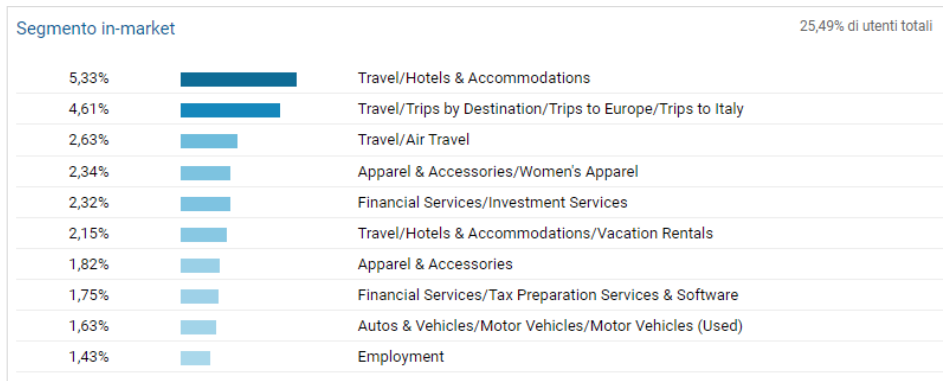 Segmento in-market 25,49% di utenti totali
5,33% Travel/Hotels & Accommodations
4,61% Travel/Trips by Destination/Trips to Europe/Trips to Italy
2,63% Travel/Air Travel
2,34% Apparel & Accessories/Women's Apparel
2,32% Financial Services/Investment Services
2,15% Travel/Hotels & Accommodations/Vacation Rentals
1,82% Apparel & Accessories
1,75% Financial Services/Tax Preparation Services & Software
1,63% Autos & Vehicles/Motor Vehicles/Motor Vehicles (Used)
1,43% Employment